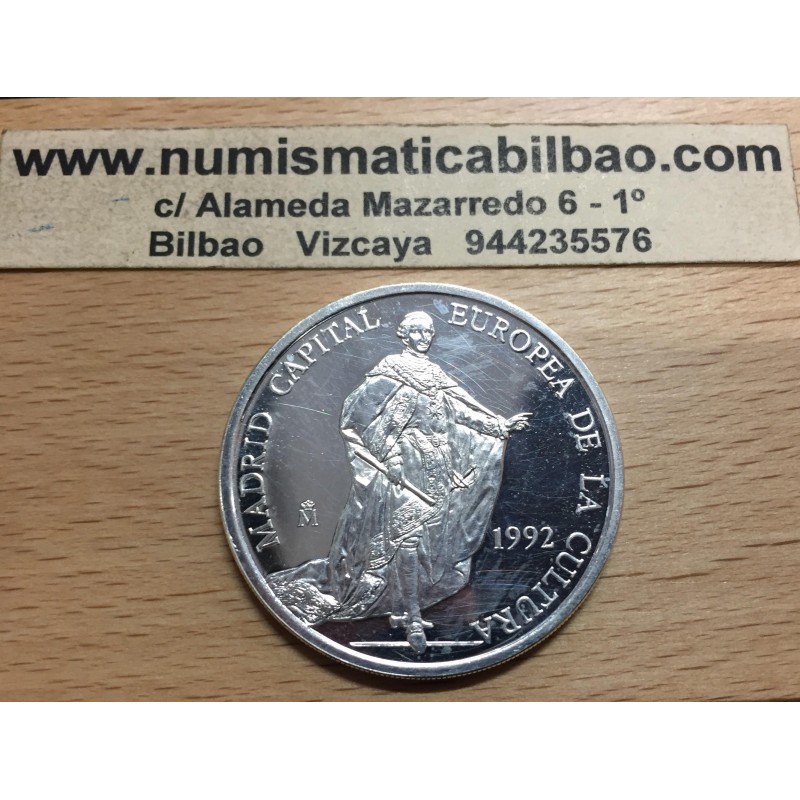 www.numismaticabilbao.com
c/ Alameda Mazarredo 6 - 1º
Bilbao Vizcaya 944235576
MADRID CAPITAL EUROPEA DE LA CULTURA
M
1992